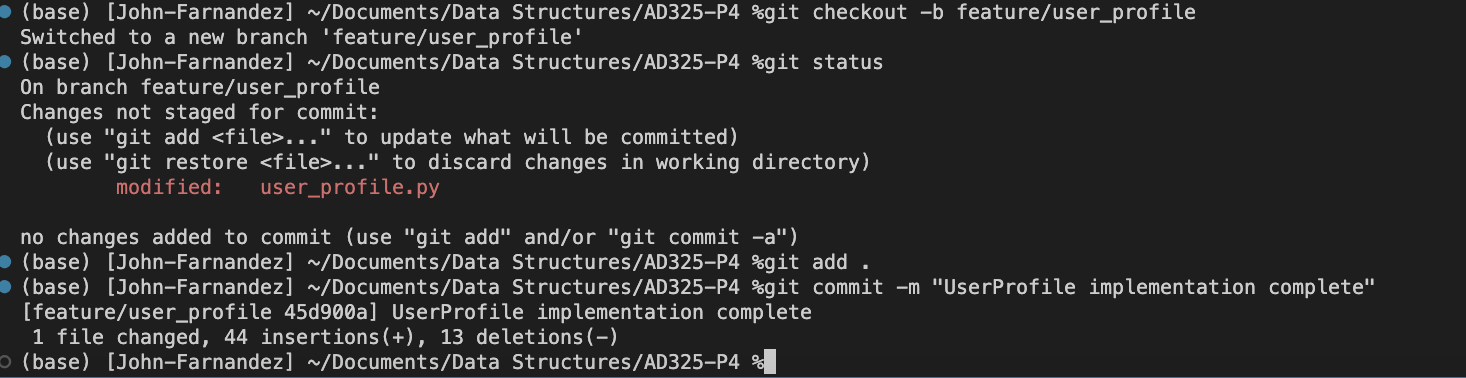 (base) [John-Farnandez] ~/Documents/Data Structures/AD325-P4 %git checkout -b feature/user_profile
Switched to a new branch 'feature/user_profile'
(base) [John-Farnandez] ~/Documents/Data Structures/AD325-P4 %git status
On branch feature/user_profile
Changes not staged for commit:
  (use "git add <file>..." to update what will be committed)
  (use "git restore <file>..." to discard changes in working directory)
        modified:   user_profile.py

no changes added to commit (use "git add" and/or "git commit -a")
(base) [John-Farnandez] ~/Documents/Data Structures/AD325-P4 %git add .
(base) [John-Farnandez] ~/Documents/Data Structures/AD325-P4 %git commit -m "UserProfile implementation complete"
[feature/user_profile 45d900a] UserProfile implementation complete
 1 file changed, 44 insertions(+), 13 deletions(-)
(base) [John-Farnandez] ~/Documents/Data Structures/AD325-P4 %